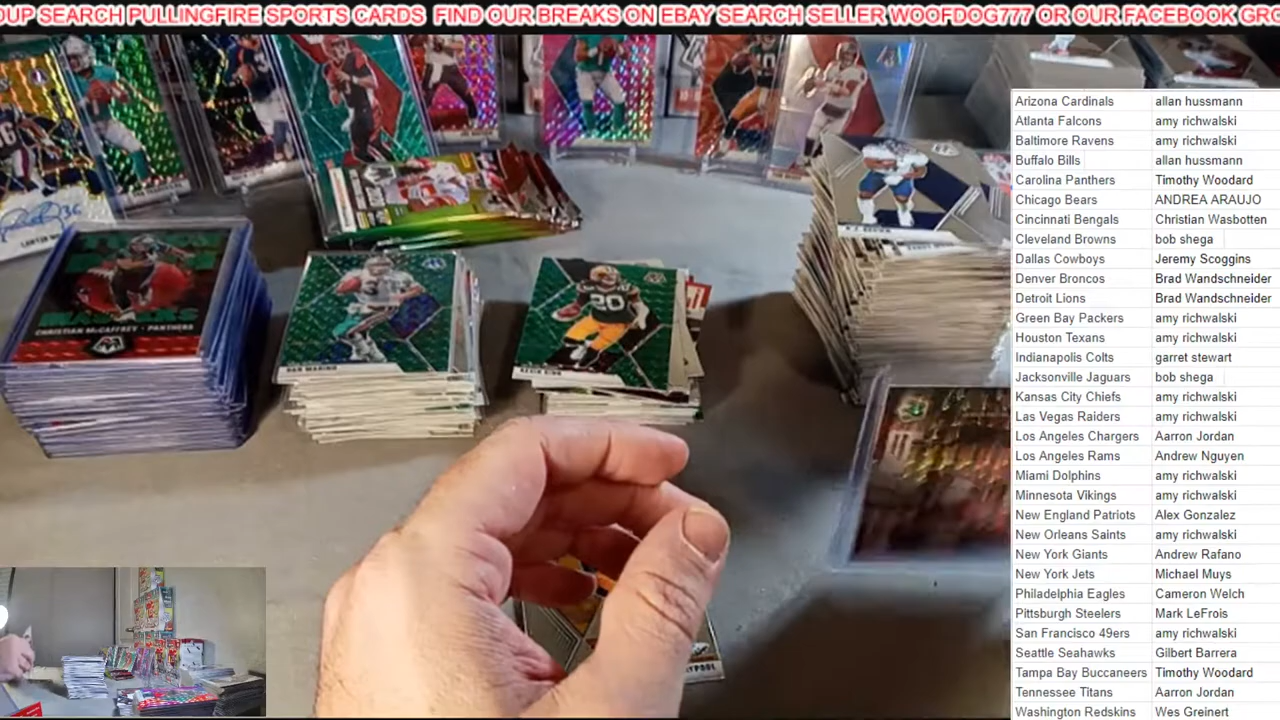 OUP SEARCH PULLINGFIRE SPORTS CARDS FIND OUR BREAKS ON EBAY SEARCH SELLER WOOFDOG777 OR OUR FACEBOOK GRO
36
CHRISTIAN McCAFFREY • PANTHERS
DAN MARINO
20
KEVIN KING
Arizona Cardinals allan hussmann
Atlanta Falcons amy richwalski
Baltimore Ravens amy richwalski
Buffalo Bills allan hussmann
Carolina Panthers Timothy Woodard
Chicago Bears ANDREA ARAUJO
Cincinnati Bengals Christian Wasbotten
Cleveland Browns bob shega
Dallas Cowboys Jeremy Scoggins
Denver Broncos Brad Wandschneider
Detroit Lions Brad Wandschneider
Green Bay Packers amy richwalski
Houston Texans amy richwalski
Indianapolis Colts garret stewart
Jacksonville Jaguars bob shega
Kansas City Chiefs amy richwalski
Las Vegas Raiders amy richwalski
Los Angeles Chargers Aarron Jordan
Los Angeles Rams Andrew Nguyen
Miami Dolphins amy richwalski
Minnesota Vikings amy richwalski
New England Patriots Alex Gonzalez
New Orleans Saints amy richwalski
New York Giants Andrew Rafano
New York Jets Michael Muys
Philadelphia Eagles Cameron Welch
Pittsburgh Steelers Mark LeFrois
San Francisco 49ers amy richwalski
Seattle Seahawks Gilbert Barrera
Tampa Bay Buccaneers Timothy Woodard
Tennessee Titans Aarron Jordan
Washington Redskins Wes Greinert